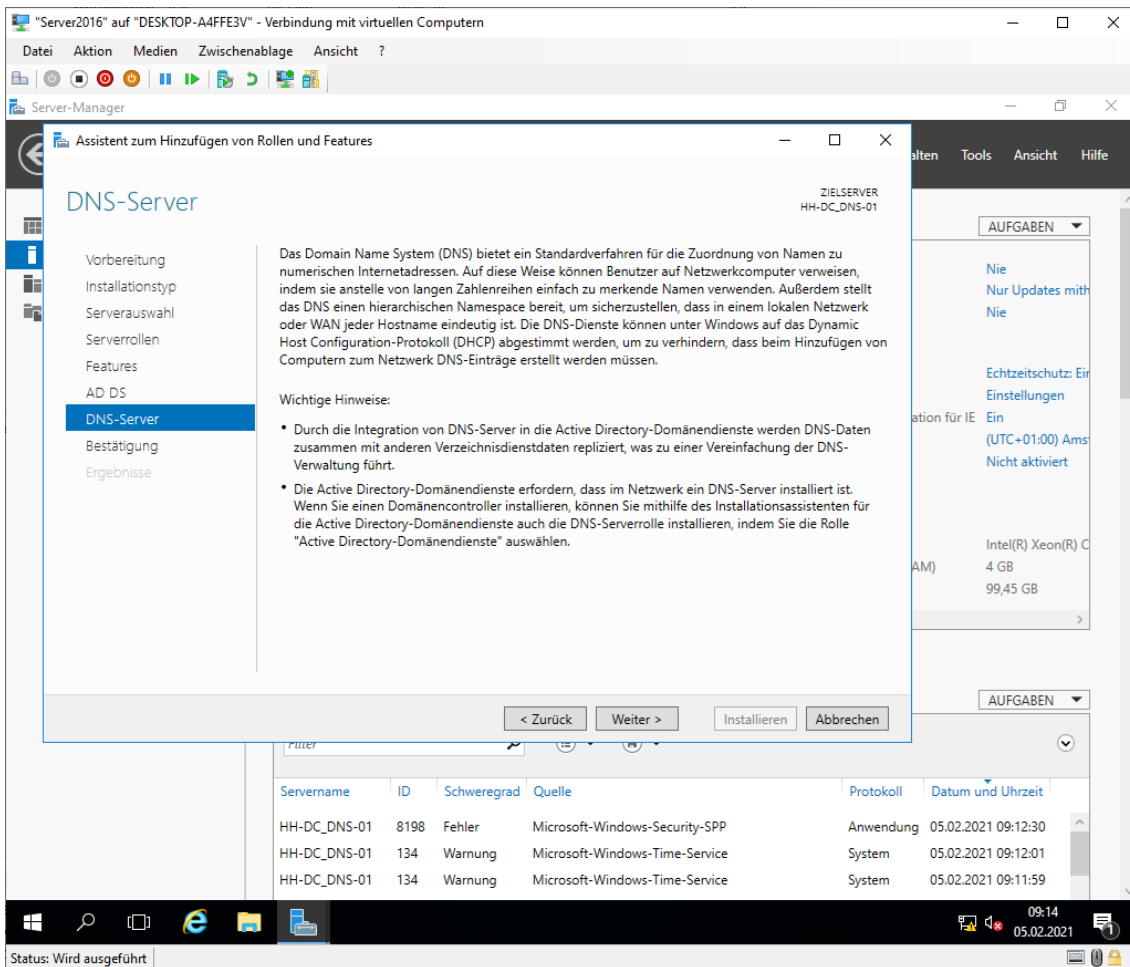 "Server2016" auf "DESKTOP-A4FFE3V" - Verbindung mit virtuellen Computern
Datei Aktion Medien Zwischenablage Ansicht ?
Server-Manager
Assistent zum Hinzufügen von Rollen und Features
alten Tools Ansicht Hilfe
DNS-Server
ZIELSERVER
HH-DC_DNS-01
Vorbereitung
Installationstyp
Serverauswahl
Serverrollen
Features
AD DS
DNS-Server
Bestätigung
Ergebnisse
Das Domain Name System (DNS) bietet ein Standardverfahren für die Zuordnung von Namen zu
numerischen Internetadressen. Auf diese Weise können Benutzer auf Netzwerkcomputer verweisen,
indem sie anstelle von langen Zahlenreihen einfach zu merkende Namen verwenden. Außerdem stellt
das DNS einen hierarchischen Namespace bereit, um sicherzustellen, dass in einem lokalen Netzwerk
oder WAN jeder Hostname eindeutig ist. Die DNS-Dienste können unter Windows auf das Dynamic
Host Configuration-Protokoll (DHCP) abgestimmt werden, um zu verhindern, dass beim Hinzufügen von
Computern zum Netzwerk DNS-Einträge erstellt werden müssen.
Wichtige Hinweise:
• Durch die Integration von DNS-Server in die Active Directory-Domänendienste werden DNS-Daten
zusammen mit anderen Verzeichnisdienstdaten repliziert, was zu einer Vereinfachung der DNS-
Verwaltung führt.
• Die Active Directory-Domänendienste erfordern, dass im Netzwerk ein DNS-Server installiert ist.
Wenn Sie einen Domänencontroller installieren, können Sie mithilfe des Installationsassistenten für
die Active Directory-Domänendienste auch die DNS-Serverrolle installieren, indem Sie die Rolle
"Active Directory-Domänendienste" auswählen.
< Zurück Weiter > Installieren Abbrechen
AUFGABEN
Nie
Nur Updates mith
Nie
Echtzeitschutz: Ein
Einstellungen
ation für IE Ein
(UTC+01:00) Ams
Nicht aktiviert
Intel(R) Xeon(R) C
AM) 4 GB
99,45 GB
AUFGABEN
Filter
Servername ID Schweregrad Quelle Protokoll Datum und Uhrzeit
HH-DC_DNS-01 8198 Fehler Microsoft-Windows-Security-SPP Anwendung 05.02.2021 09:12:30
HH-DC_DNS-01 134 Warnung Microsoft-Windows-Time-Service System 05.02.2021 09:12:01
HH-DC_DNS-01 134 Warnung Microsoft-Windows-Time-Service System 05.02.2021 09:11:59
09:14
05.02.2021
1
Status: Wird ausgeführt